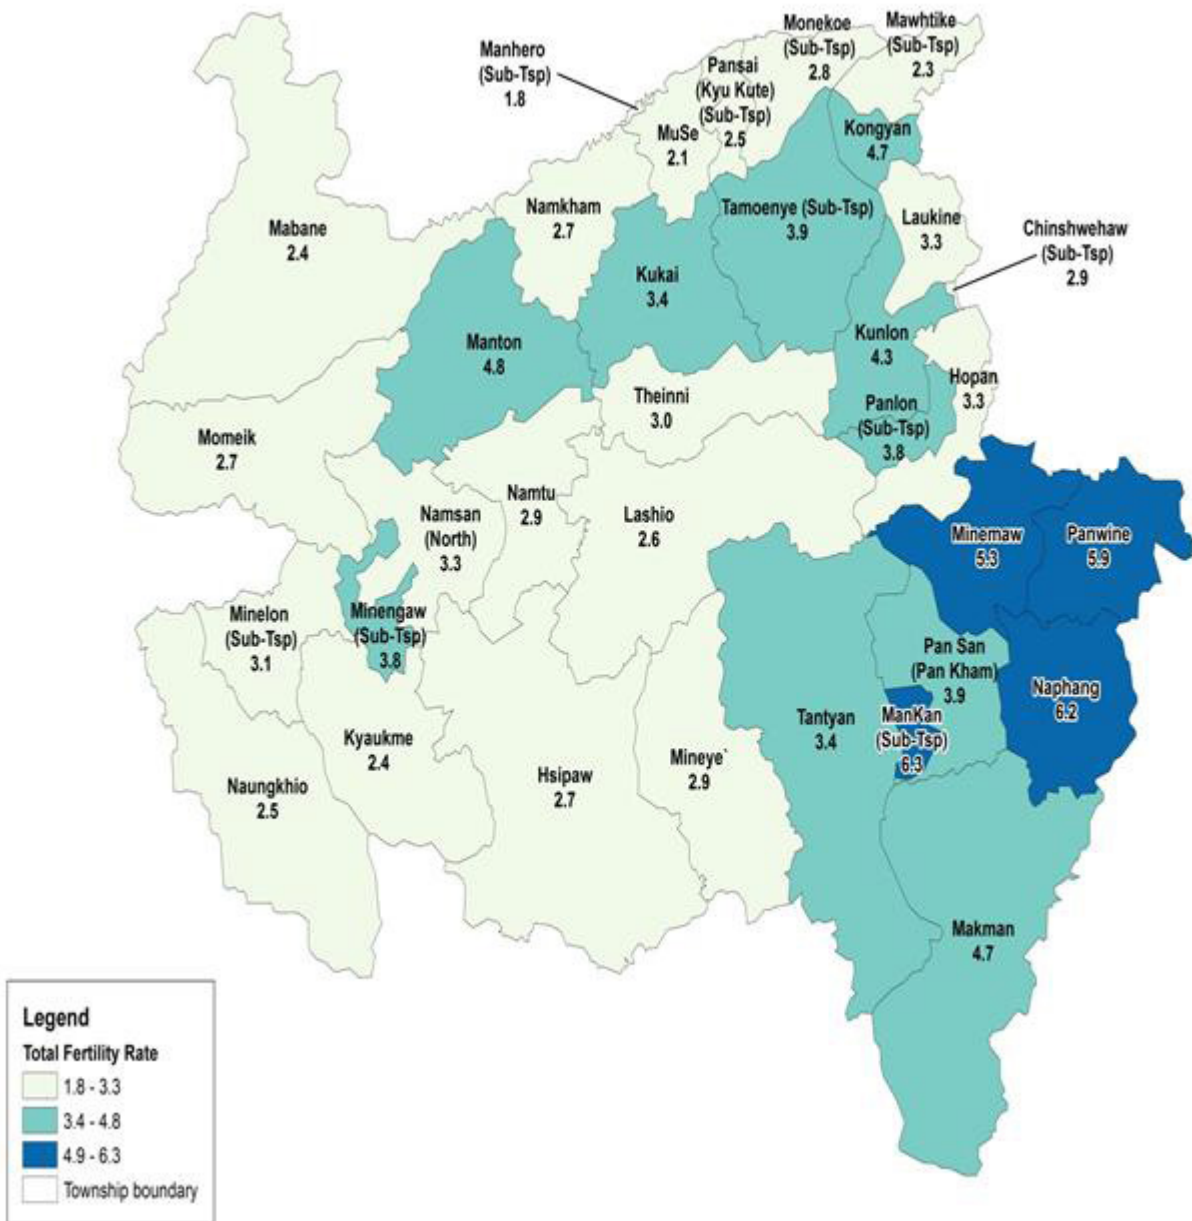 Manhero
(Sub-Tsp)
1.8
Pansai
(Kyu Kute)
(Sub-Tsp)
2.5
Monekoe
(Sub-Tsp)
2.8
Mawhtike
(Sub-Tsp)
2.3
MuSe
2.1
Kongyan
4.7
Mabane
2.4
Namkham
2.7
Tamoenye (Sub-Tsp)
3.9
Laukine
3.3
Chinshwehaw
(Sub-Tsp)
2.9
Kukai
3.4
Manton
4.8
Kunlon
4.3
Hopan
3.3
Theinni
3.0
Panlon
(Sub-Tsp)
3.8
Momeik
2.7
Namsan
(North)
3.3
Namtu
2.9
Lashio
2.6
Minemaw
5.3
Panwine
5.9
Minelon
(Sub-Tsp)
3.1
Minengaw
(Sub-Tsp)
3.8
Pan San
(Pan Kham)
3.9
Naphang
6.2
Kyaukme
2.4
Tantyan
3.4
ManKan
(Sub-Tsp)
6.3
Naungkhio
2.5
Hsipaw
2.7
Mineye`
2.9
Makman
4.7
Legend
Total Fertility Rate
1.8 - 3.3
3.4 - 4.8
4.9 - 6.3
Township boundary